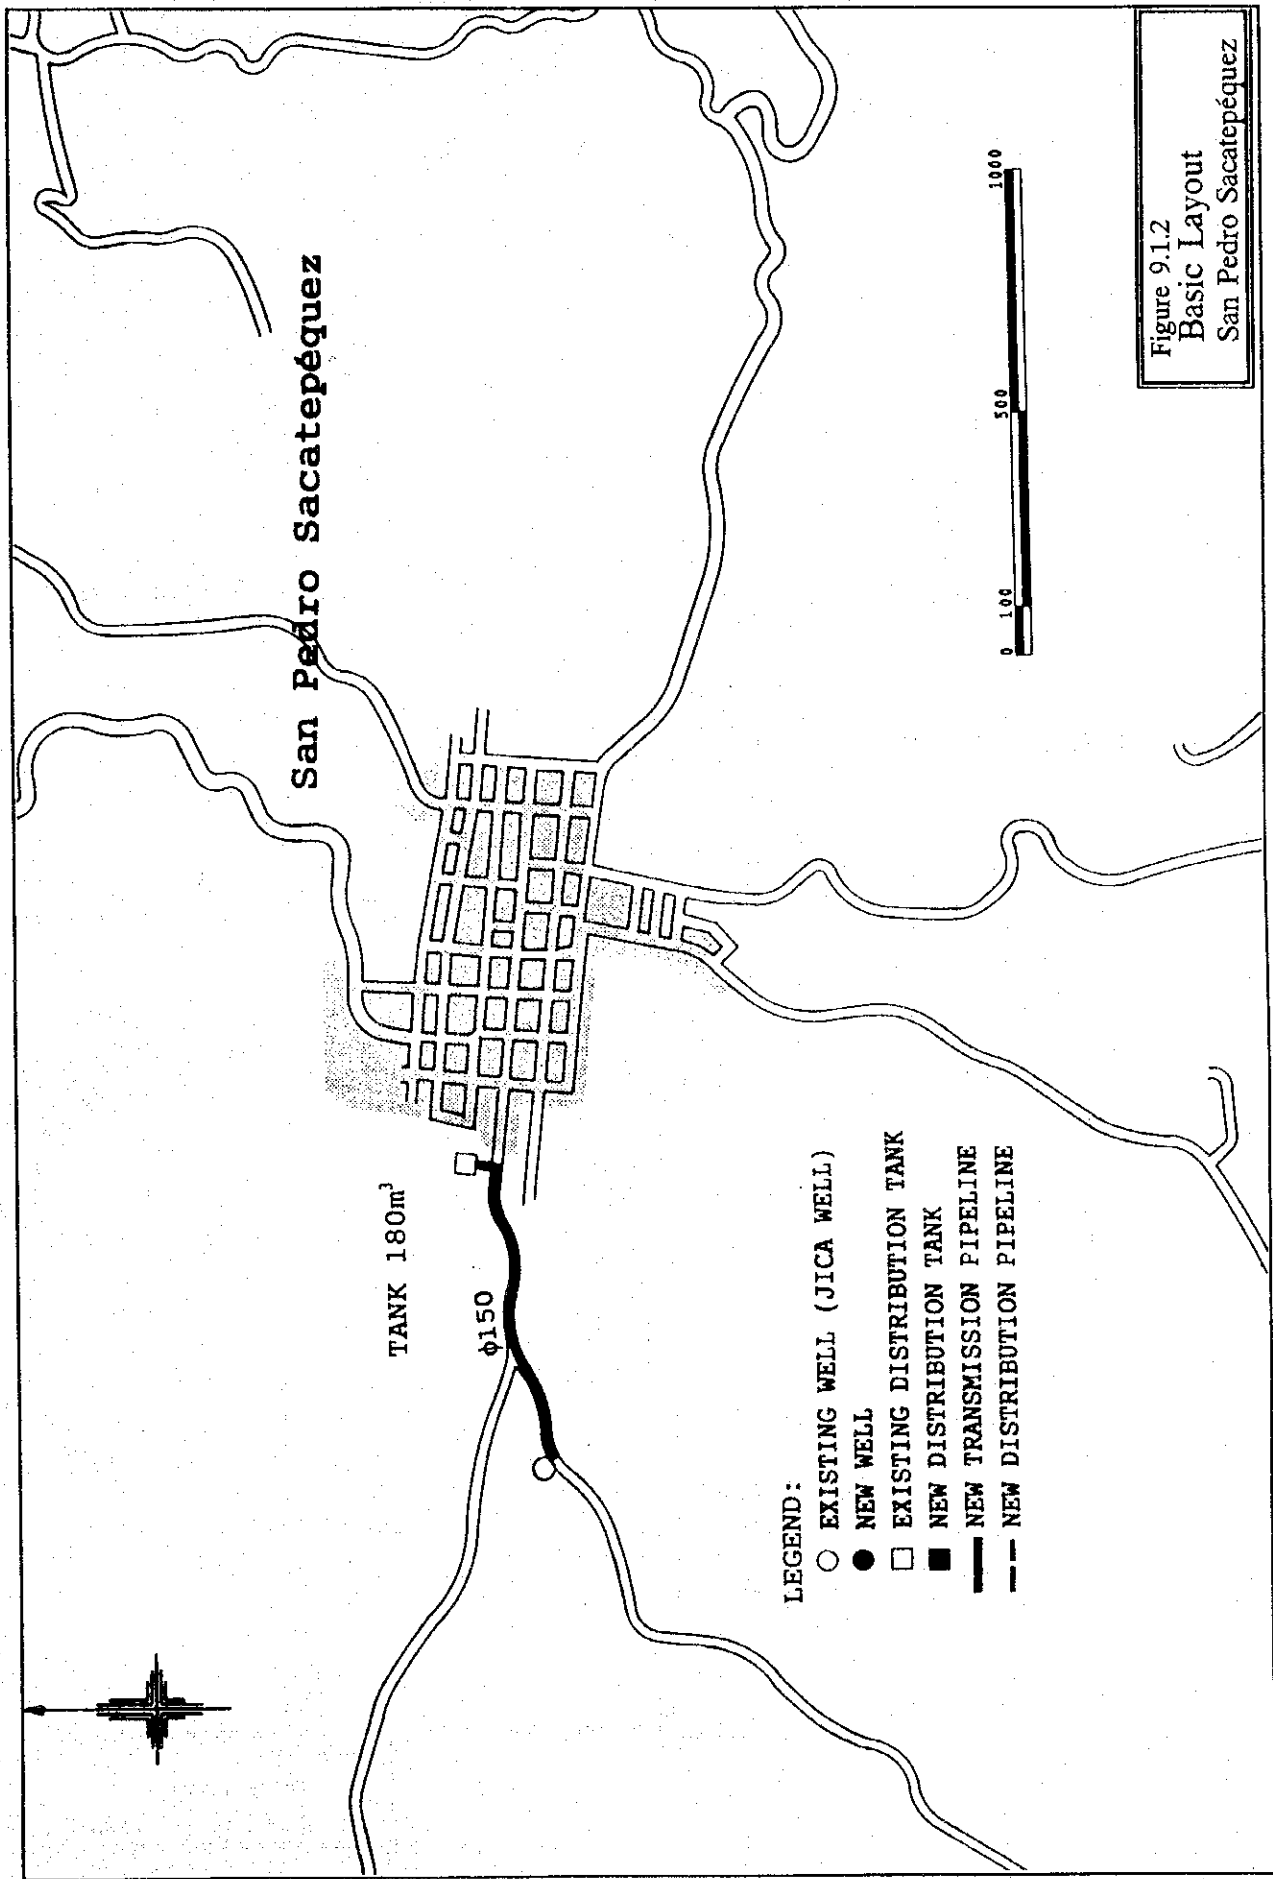 San Pedro Sacatepéquez
TANK 180m³
φ150
LEGEND:
EXISTING WELL (JICA WELL)
NEW WELL
EXISTING DISTRIBUTION TANK
NEW DISTRIBUTION TANK
NEW TRANSMISSION PIPELINE
NEW DISTRIBUTION PIPELINE
0 100 500 1000
Figure 9.1.2
Basic Layout
San Pedro Sacatepéquez